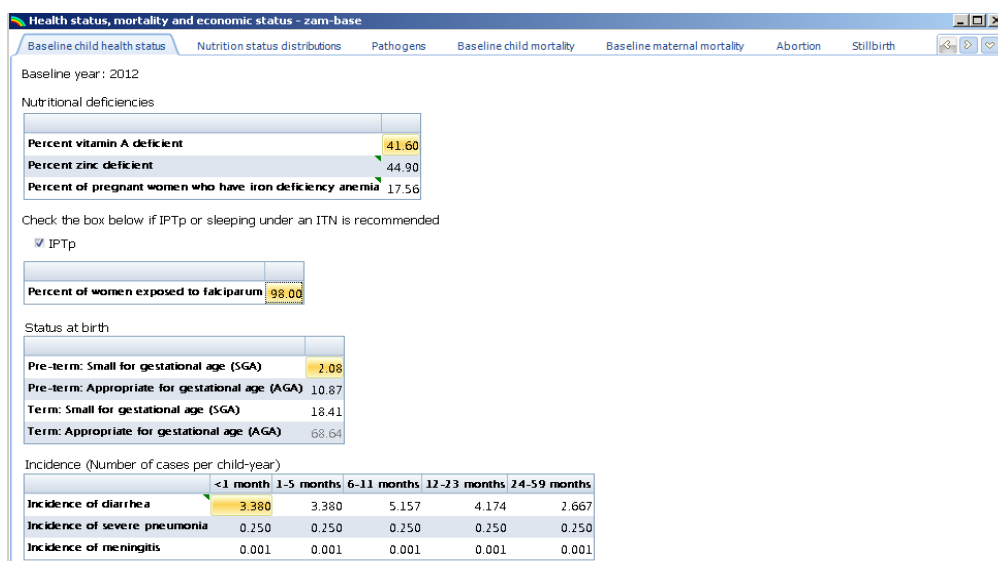 Health status, mortality and economic status - zam-base
Baseline child health status Nutrition status distributions Pathogens Baseline child mortality Baseline maternal mortality Abortion Stillbirth
Baseline year: 2012
Nutritional deficiencies
Percent vitamin A deficient 41.60
Percent zinc deficient 44.90
Percent of pregnant women who have iron deficiency anemia 17.56
Check the box below if IPTp or sleeping under an ITN is recommended
IPTp
Percent of women exposed to falciparum 98.00
Status at birth
Pre-term: Small for gestational age (SGA) 2.08
Pre-term: Appropriate for gestational age (AGA) 10.87
Term: Small for gestational age (SGA) 18.41
Term: Appropriate for gestational age (AGA) 68.64
Incidence (Number of cases per child-year)
<1 month 1-5 months 6-11 months 12-23 months 24-59 months
Incidence of diarrhea 3.380 3.380 5.157 4.174 2.667
Incidence of severe pneumonia 0.250 0.250 0.250 0.250 0.250
Incidence of meningitis 0.001 0.001 0.001 0.001 0.001